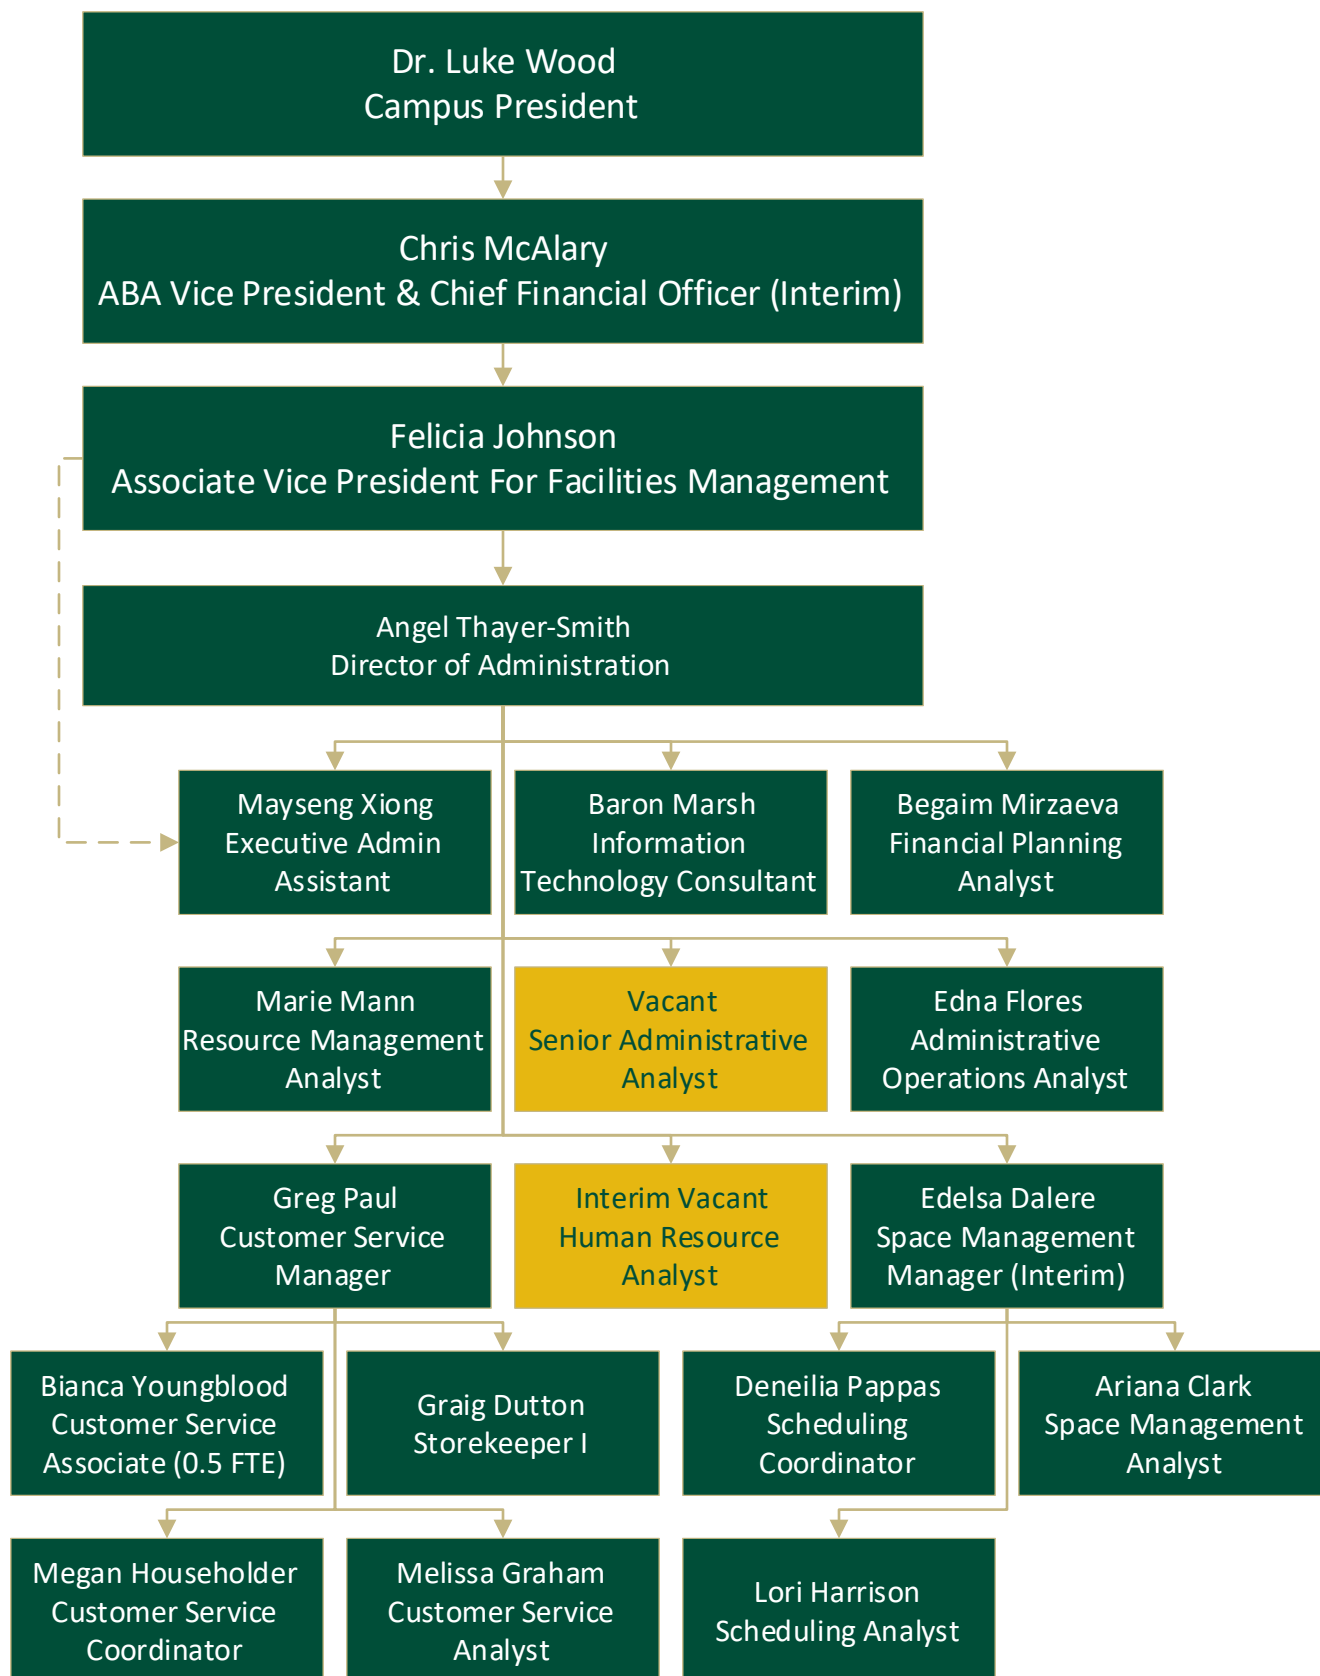 Dr. Luke Wood
Campus President
Chris McAlary
ABA Vice President & Chief Financial Officer (Interim)
Felicia Johnson
Associate Vice President For Facilities Management
Angel Thayer-Smith
Director of Administration
Mayseng Xiong
Executive Admin
Assistant
Baron Marsh
Information
Technology Consultant
Begaim Mirzaeva
Financial Planning
Analyst
Marie Mann
Resource Management
Analyst
Vacant
Senior Administrative
Analyst
Edna Flores
Administrative
Operations Analyst
Greg Paul
Customer Service
Manager
Interim Vacant
Human Resource
Analyst
Edelsa Dalere
Space Management
Manager (Interim)
Bianca Youngblood
Customer Service
Associate (0.5 FTE)
Graig Dutton
Storekeeper I
Deneilia Pappas
Scheduling
Coordinator
Ariana Clark
Space Management
Analyst
Megan Householder
Customer Service
Coordinator
Melissa Graham
Customer Service
Analyst
Lori Harrison
Scheduling Analyst